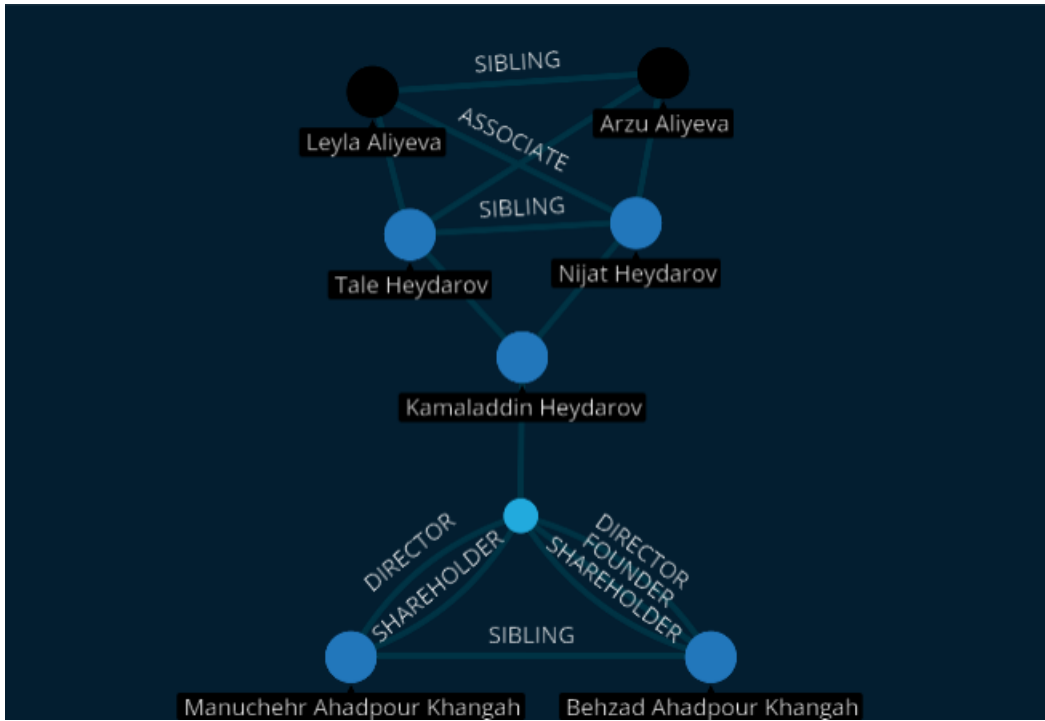 SIBLING
Leyla Aliyeva
Arzu Aliyeva
ASSOCIATE
SIBLING
Tale Heydarov
Nijat Heydarov
Kamaladdin Heydarov
DIRECTOR
SHAREHOLDER
DIRECTOR
FOUNDER
SHAREHOLDER
SIBLING
Manuchehr Ahadpour Khangah
Behzad Ahadpour Khangah